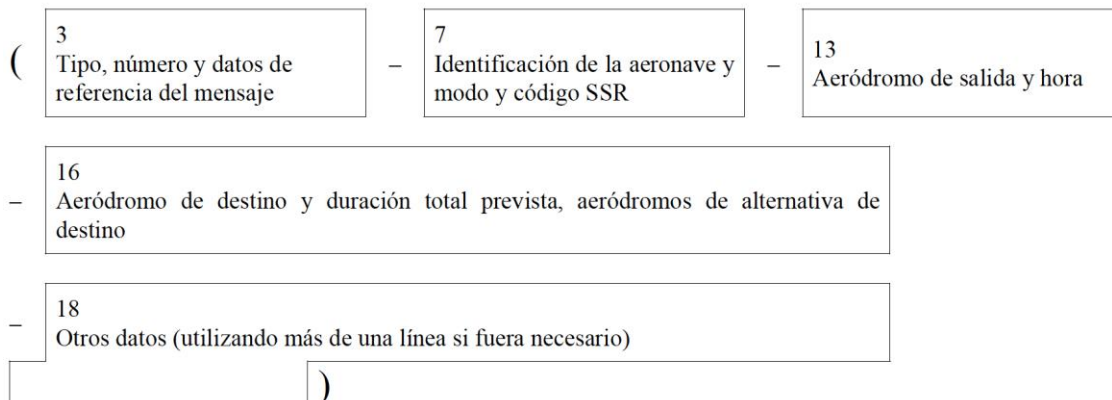 ( 3 – 7 – 13
Tipo, número y datos de referencia del mensaje
Identificación de la aeronave y modo y código SSR
Aeródromo de salida y hora
– 16
Aeródromo de destino y duración total prevista, aeródromos de alternativa de
destino
– 18
Otros datos (utilizando más de una línea si fuera necesario)
)